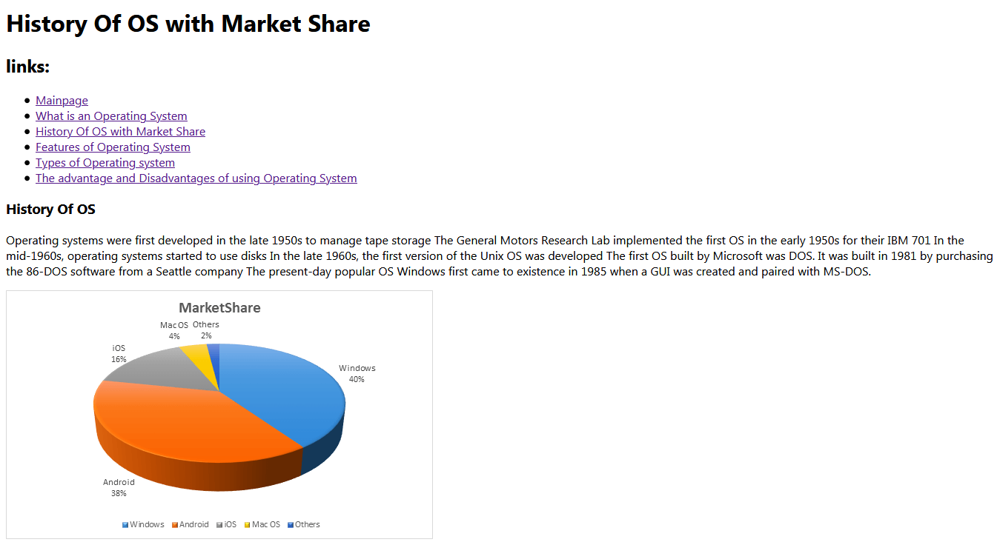 History Of OS with Market Share
links:
Mainpage
What is an Operating System
History Of OS with Market Share
Features of Operating System
Types of Operating system
The advantage and Disadvantages of using Operating System
History Of OS
Operating systems were first developed in the late 1950s to manage tape storage The General Motors Research Lab implemented the first OS in the early 1950s for their IBM 701 In the
mid-1960s, operating systems started to use disks In the late 1960s, the first version of the Unix OS was developed The first OS built by Microsoft was DOS. It was built in 1981 by purchasing
the 86-DOS software from a Seattle company The present-day popular OS Windows first came to existence in 1985 when a GUI was created and paired with MS-DOS.
MarketShare
Mac OS
4%
Others
2%
iOS
16%
Windows
40%
Android
38%
Windows Android iOS Mac OS Others